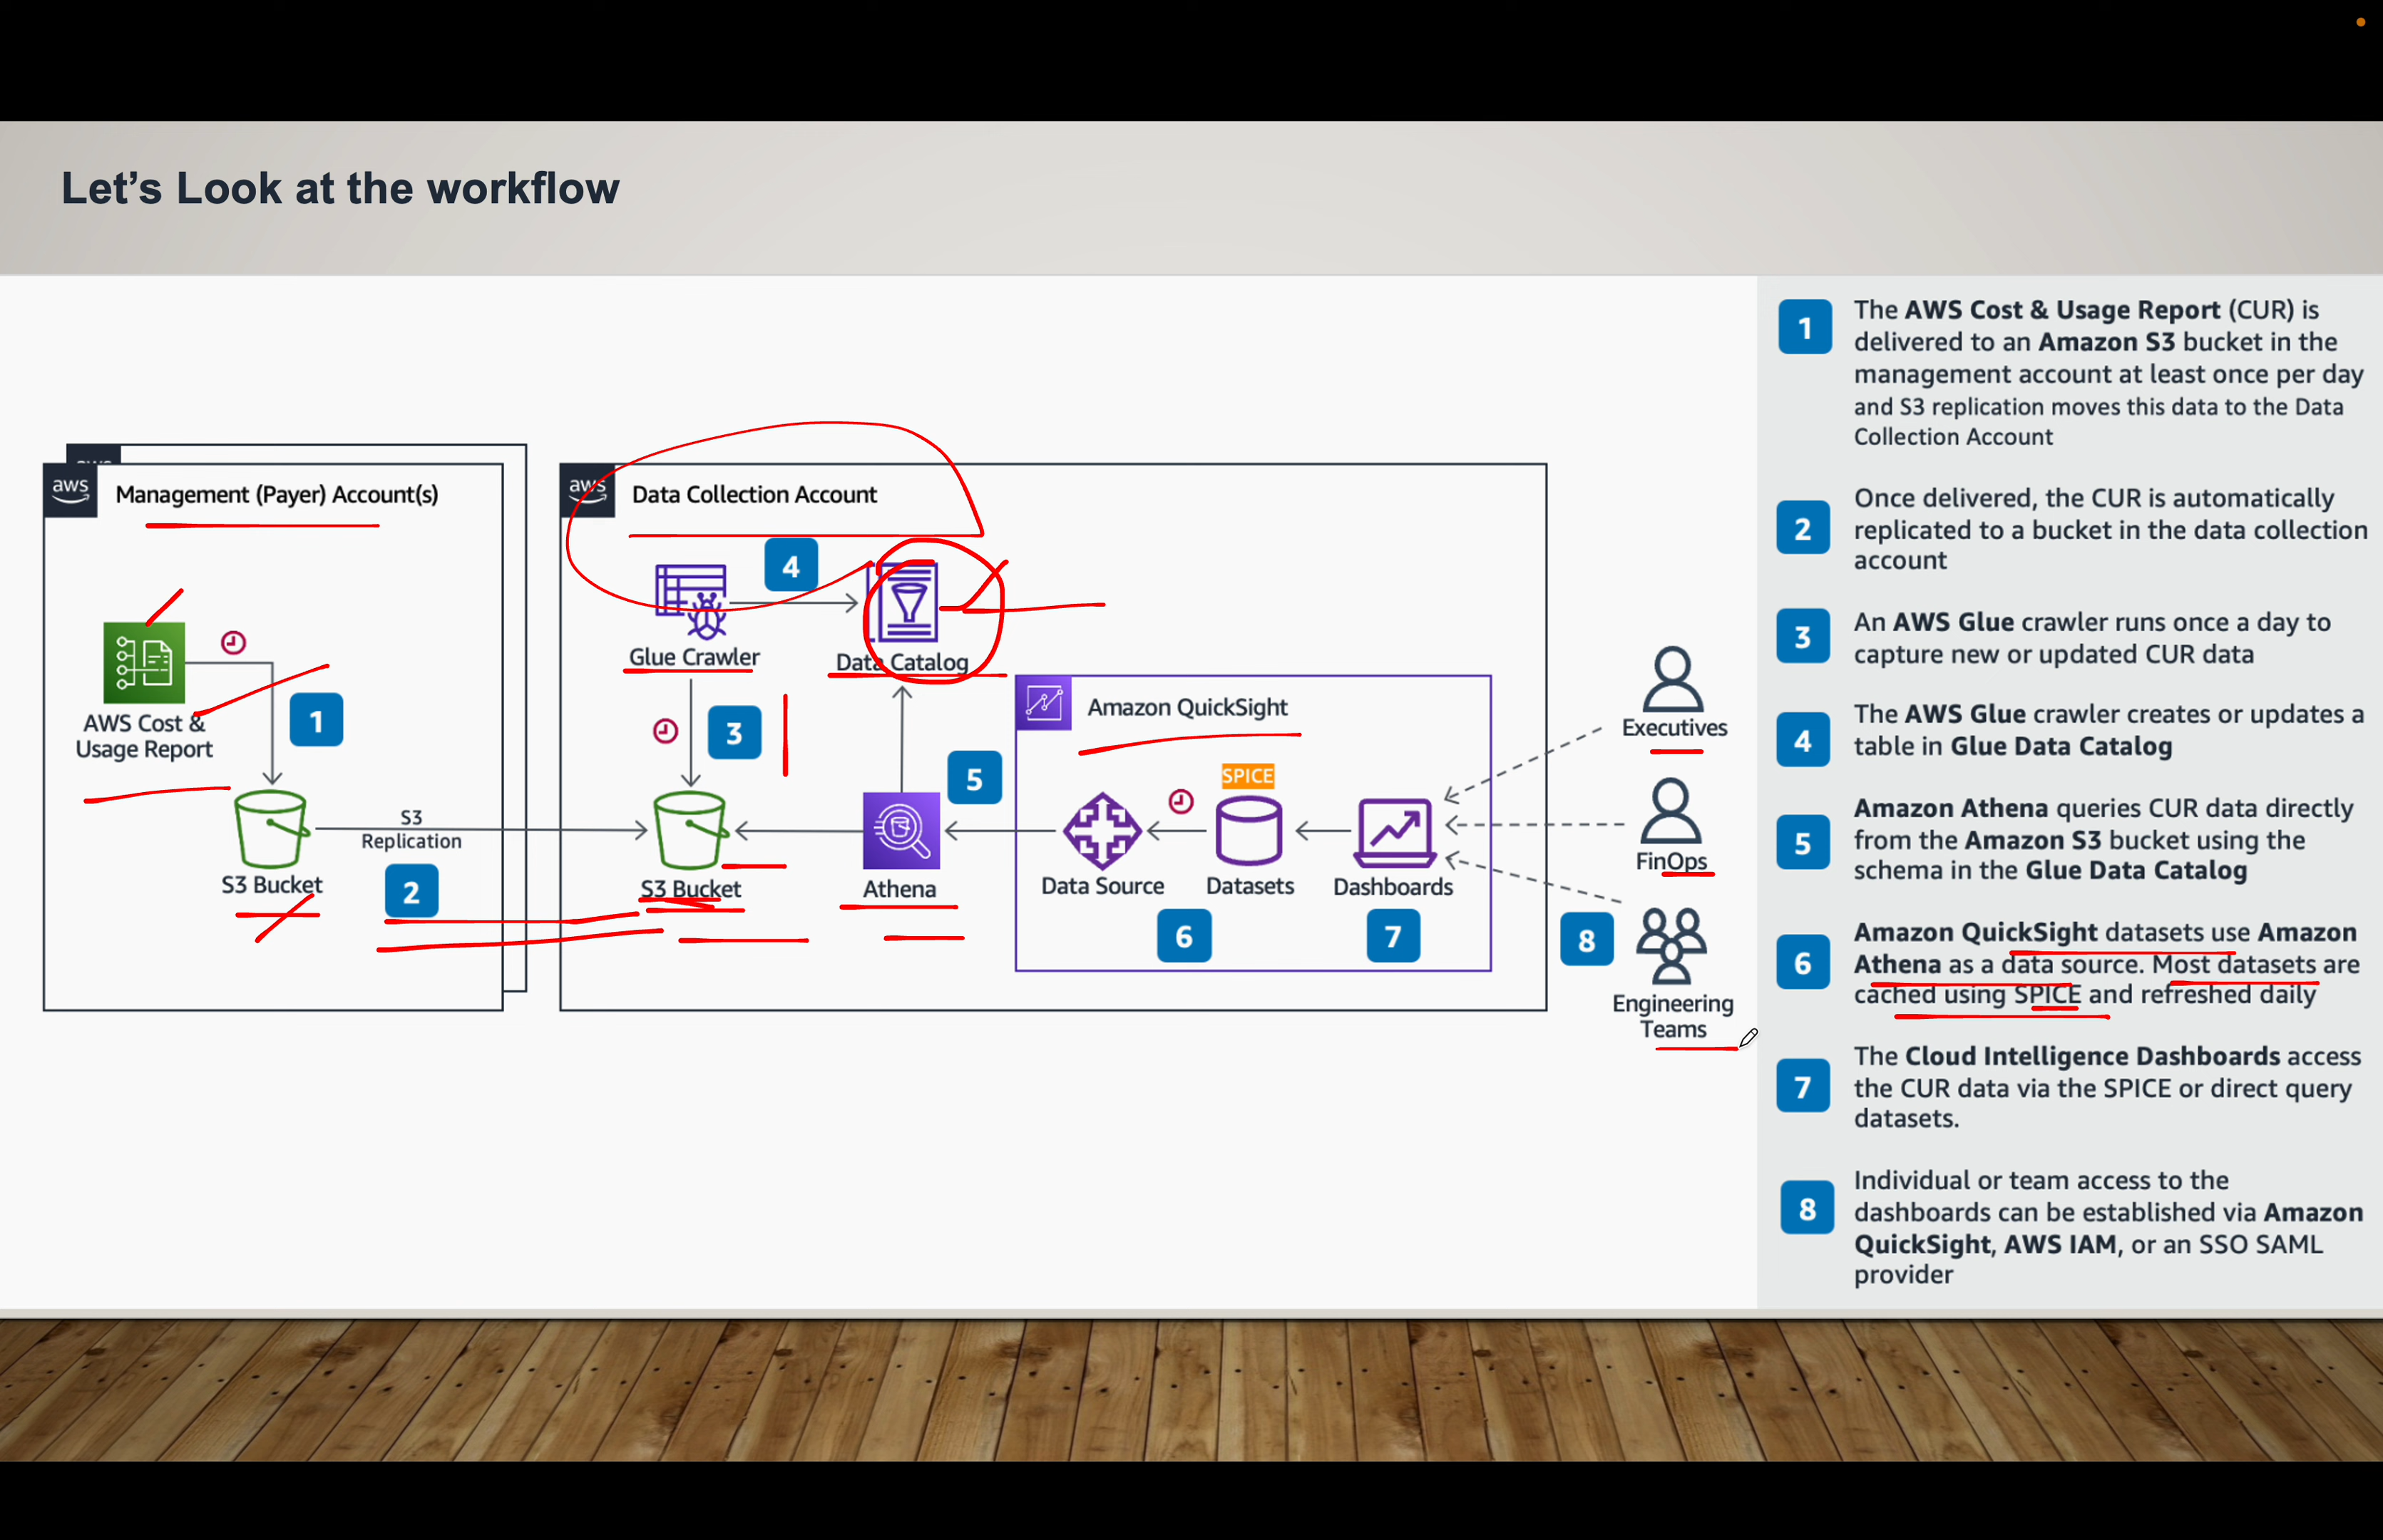 Let's Look at the workflow
aws
aws
Management (Payer) Account(s)
AWS Cost &
Usage Report
1
S3 Bucket
S3
Replication
2
aws
Data Collection Account
4
Glue Crawler
Data Catalog
3
5
S3 Bucket
Athena
Amazon QuickSight
SPICE
Data Source
Datasets
Dashboards
6
7
Executives
FinOps
8
Engineering
Teams
1
The AWS Cost & Usage Report (CUR) is
delivered to an Amazon S3 bucket in the
management account at least once per day
and S3 replication moves this data to the Data
Collection Account
2
Once delivered, the CUR is automatically
replicated to a bucket in the data collection
account
3
An AWS Glue crawler runs once a day to
capture new or updated CUR data
4
The AWS Glue crawler creates or updates a
table in Glue Data Catalog
5
Amazon Athena queries CUR data directly
from the Amazon S3 bucket using the
schema in the Glue Data Catalog
6
Amazon QuickSight datasets use Amazon
Athena as a data source. Most datasets are
cached using SPICE and refreshed daily
7
The Cloud Intelligence Dashboards access
the CUR data via the SPICE or direct query
datasets.
8
Individual or team access to the
dashboards can be established via Amazon
QuickSight, AWS IAM, or an SSO SAML
provider